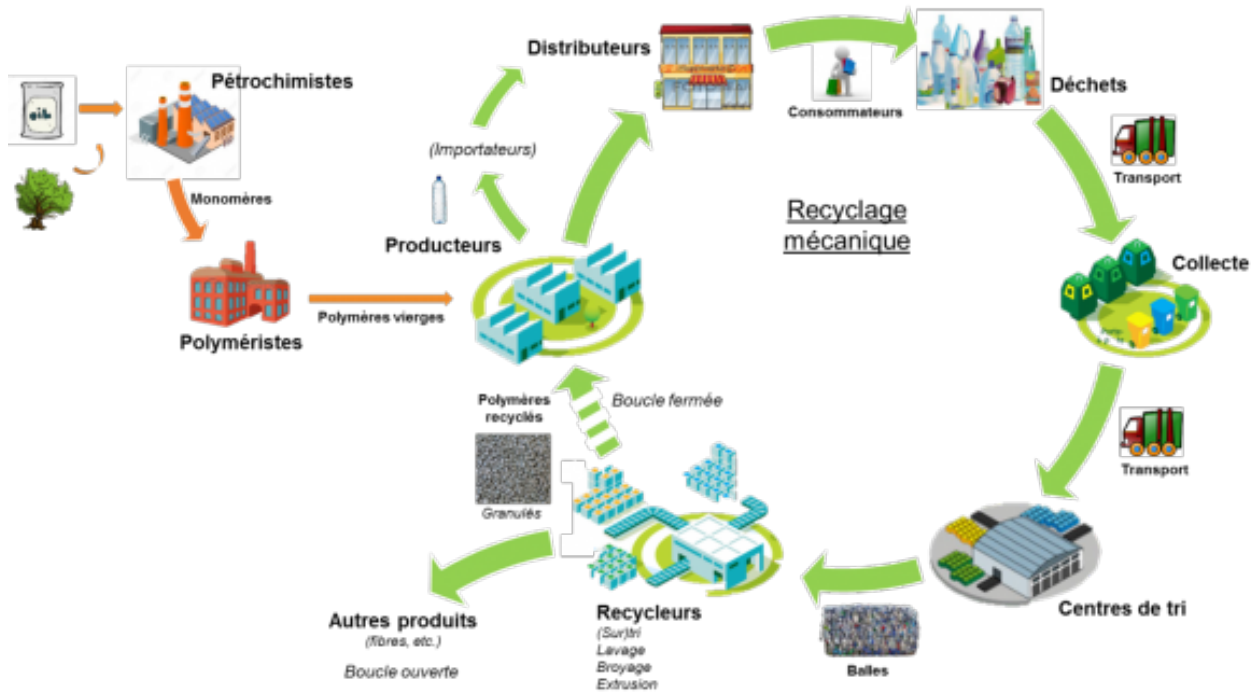 Distributeurs
Pétrochimistes
oil
Consommateurs
Déchets
(Importateurs)
Transport
Monomères
Recyclage
mécanique
Producteurs
Collecte
Polymères vierges
Polyméristes
Polymères
recyclés
Boucle fermée
Transport
Granulés
Autres produits
(fibres, etc.)
Boucle ouverte
Recycleurs
(Sur)tri
Lavage
Broyage
Extrusion
Balles
Centres de tri